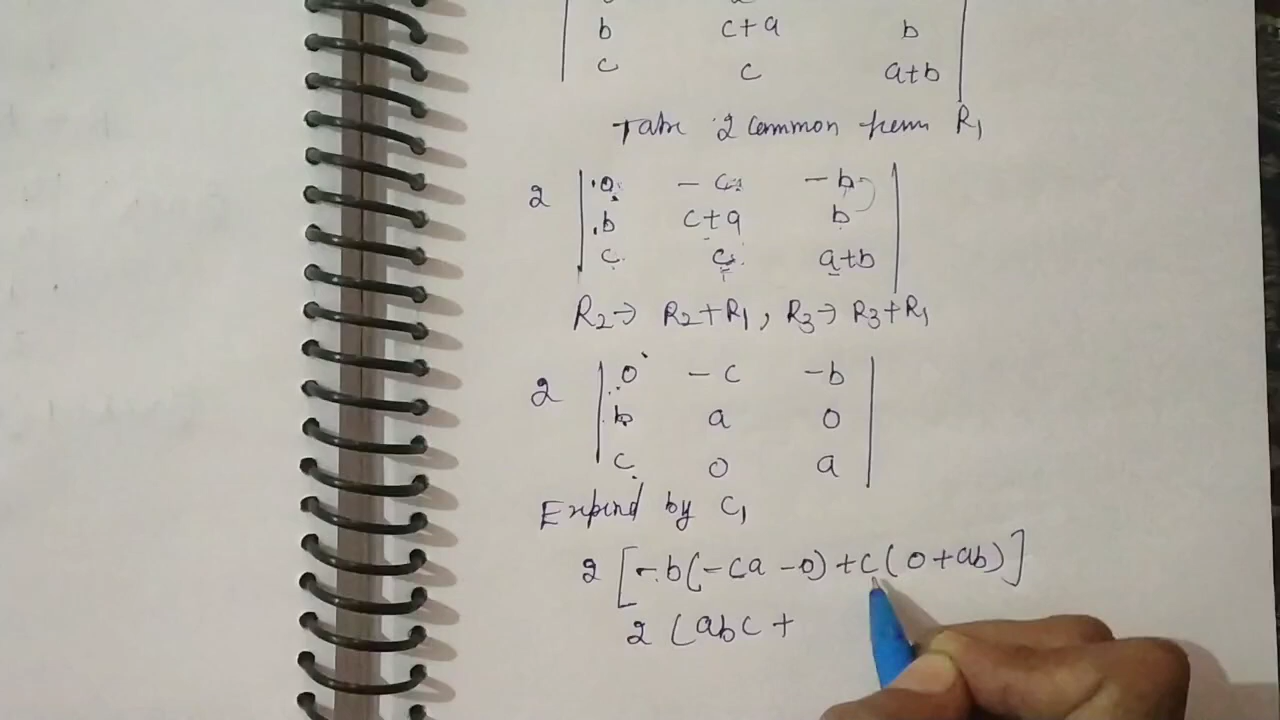 b c+a b
c c a+b
Take 2 common from R1
2 | 0 -c -b |
b c+a b
c c a+b
R2→ R2+R1, R3→ R3+R1
2 | 0 -c -b |
b a 0
c 0 a
Expend by C1
2 [-b(-ca-0)+c(0+ab)]
2 (abc+